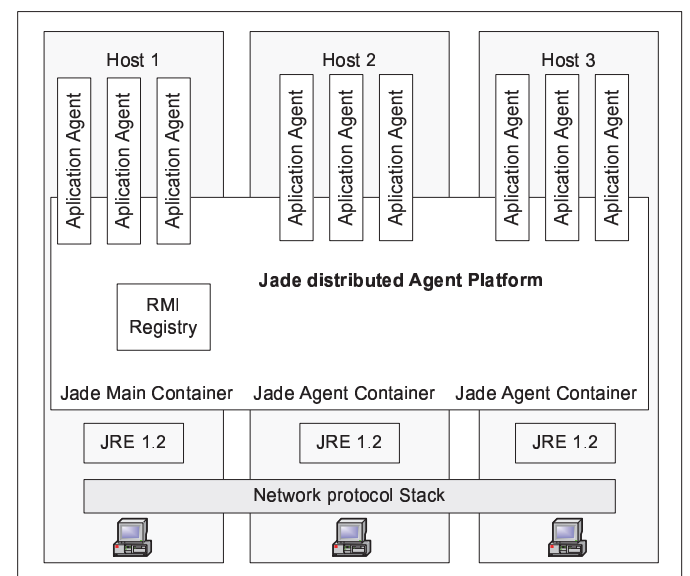 Host 1
Host 2
Host 3
Aplication Agent
Aplication Agent
Aplication Agent
Aplication Agent
Aplication Agent
Aplication Agent
Aplication Agent
Aplication Agent
Aplication Agent
Jade distributed Agent Platform
RMI
Registry
Jade Main Container
Jade Agent Container
Jade Agent Container
JRE 1.2
JRE 1.2
JRE 1.2
Network protocol Stack